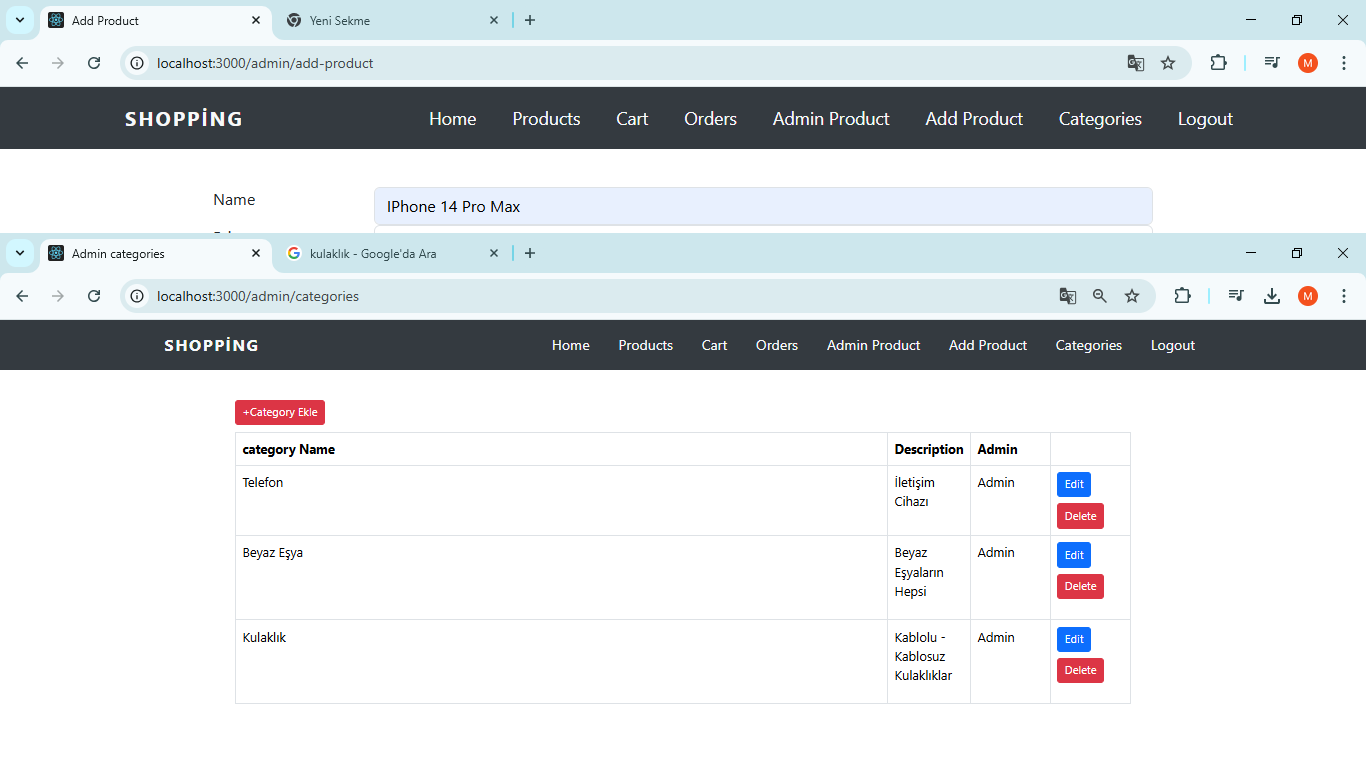 Add Product
Yeni Sekme
localhost:3000/admin/add-product
M
SHOPPİNG
Home Products Cart Orders Admin Product Add Product Categories Logout
Name
IPhone 14 Pro Max
Admin categories
kulaklık - Google'da Ara
localhost:3000/admin/categories
M
SHOPPİNG
Home Products Cart Orders Admin Product Add Product Categories Logout
+Category Ekle
category Name Description Admin
Telefon
İletişim
Cihazı
Admin
Edit
Delete
Beyaz Eşya
Beyaz
Eşyaların
Hepsi
Admin
Edit
Delete
Kulaklık
Kablolu -
Kablosuz
Kulaklıklar
Admin
Edit
Delete